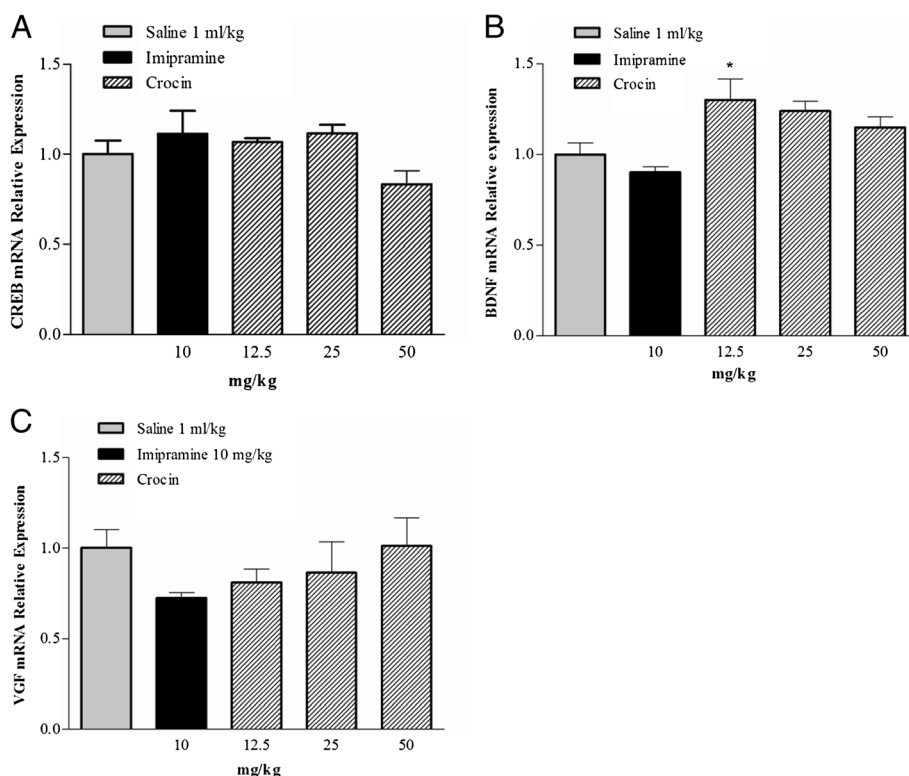 A
Saline 1 ml/kg
Imipramine
Crocin
CREB mRNA Relative Expression
1.5
1.0
0.5
0.0
10 12.5 25 50
mg/kg
B
Saline 1 ml/kg
Imipramine
Crocin
BDNF mRNA Relative expression
1.5
1.0
0.5
0.0
*
10 12.5 25 50
mg/kg
C
Saline 1 ml/kg
Imipramine 10 mg/kg
Crocin
VGF mRNA Relative Expression
1.5
1.0
0.5
0.0
10 12.5 25 50
mg/kg